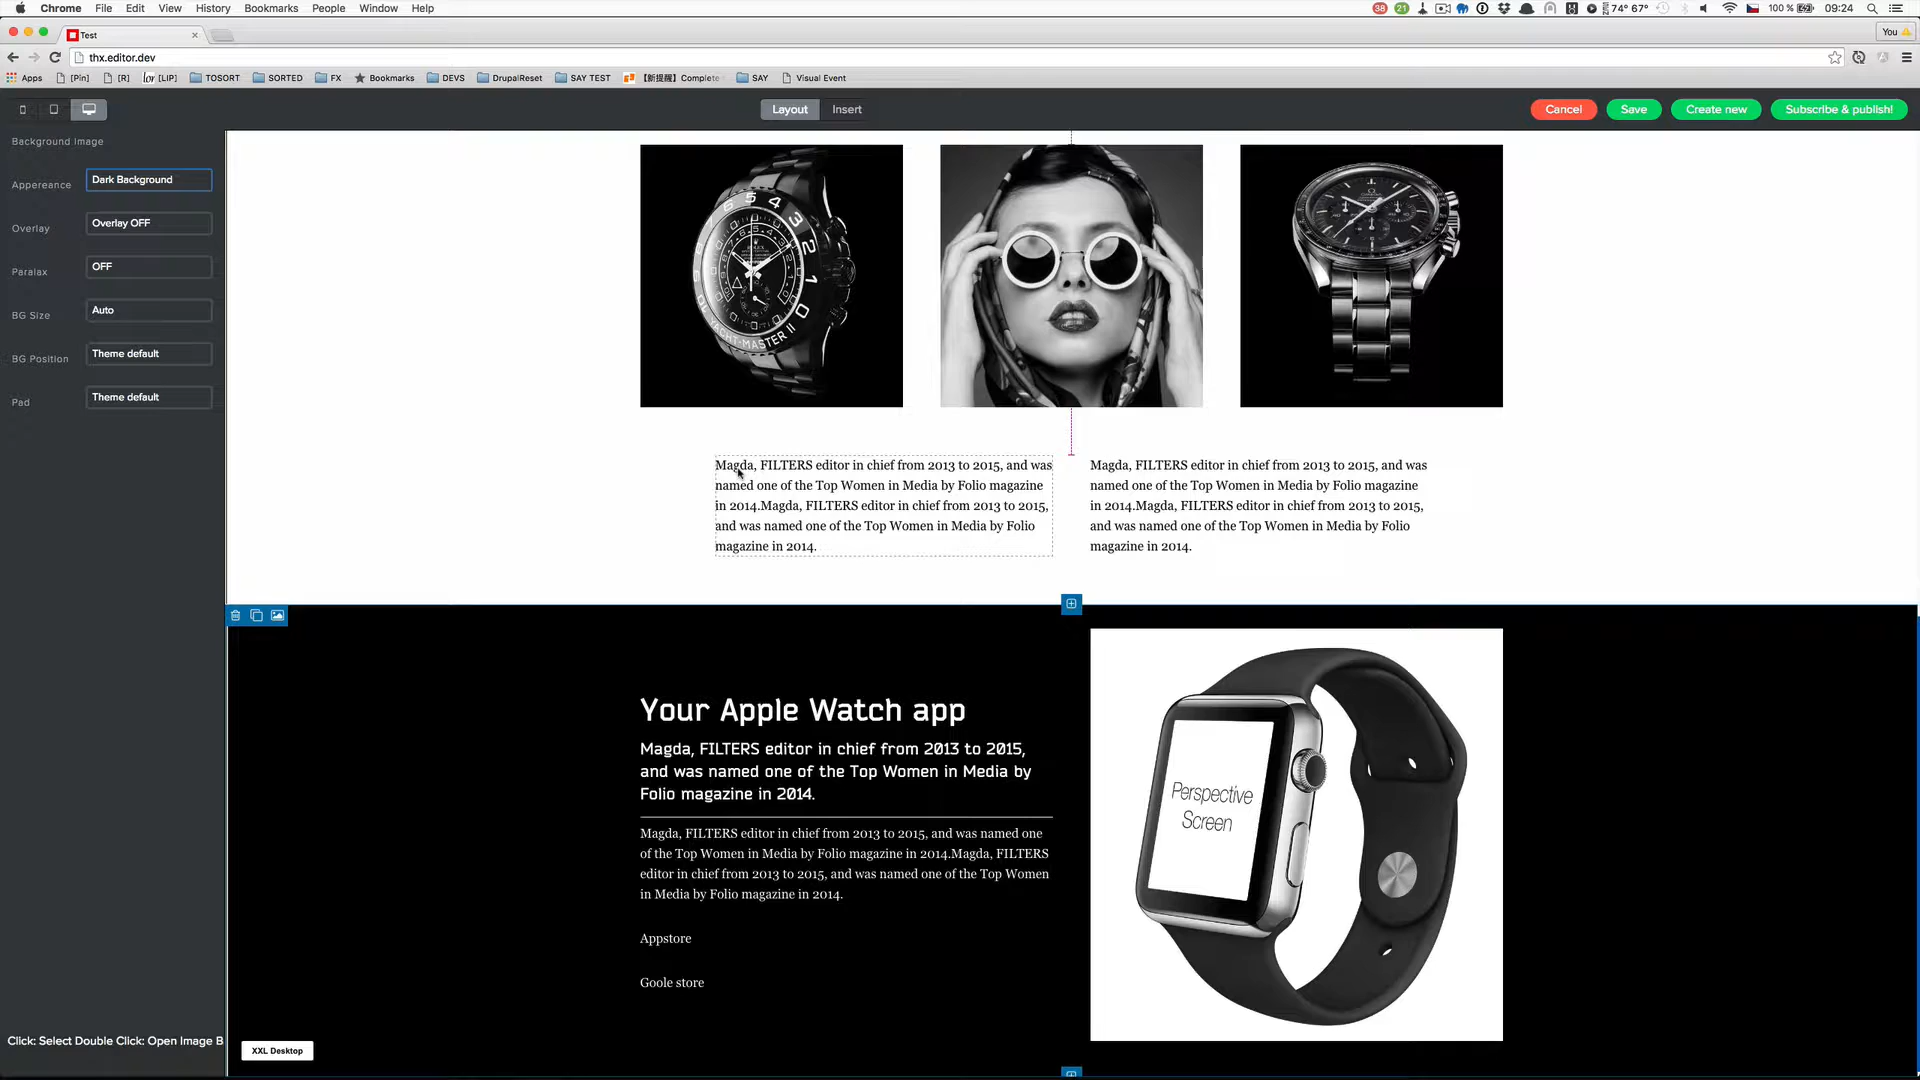 Chrome File Edit View History Bookmarks People Window Help
38 21 74° 67° 100 % 09:24
Test
You
thx.editor.dev
Apps [Pin] [R] [LIP] TOSORT SORTED FX Bookmarks DEVS DrupalReset SAY TEST 【新提醒】Complete SAY Visual Event
Layout Insert
Cancel Save Create new Subscribe & publish!
Background Image
Appereance Dark Background
Overlay Overlay OFF
Paralax OFF
BG Size Auto
BG Position Theme default
Pad Theme default
YACHT-MASTER II
Magda, FILTERS editor in chief from 2013 to 2015, and was
named one of the Top Women in Media by Folio magazine
in 2014.Magda, FILTERS editor in chief from 2013 to 2015,
and was named one of the Top Women in Media by Folio
magazine in 2014.
Magda, FILTERS editor in chief from 2013 to 2015, and was
named one of the Top Women in Media by Folio magazine
in 2014.Magda, FILTERS editor in chief from 2013 to 2015,
and was named one of the Top Women in Media by Folio
magazine in 2014.
Your Apple Watch app
Magda, FILTERS editor in chief from 2013 to 2015,
and was named one of the Top Women in Media by
Folio magazine in 2014.
Magda, FILTERS editor in chief from 2013 to 2015, and was named one
of the Top Women in Media by Folio magazine in 2014.Magda, FILTERS
editor in chief from 2013 to 2015, and was named one of the Top Women
in Media by Folio magazine in 2014.
Appstore
Goole store
Perspective
Screen
Click: Select Double Click: Open Image B
XXL Desktop